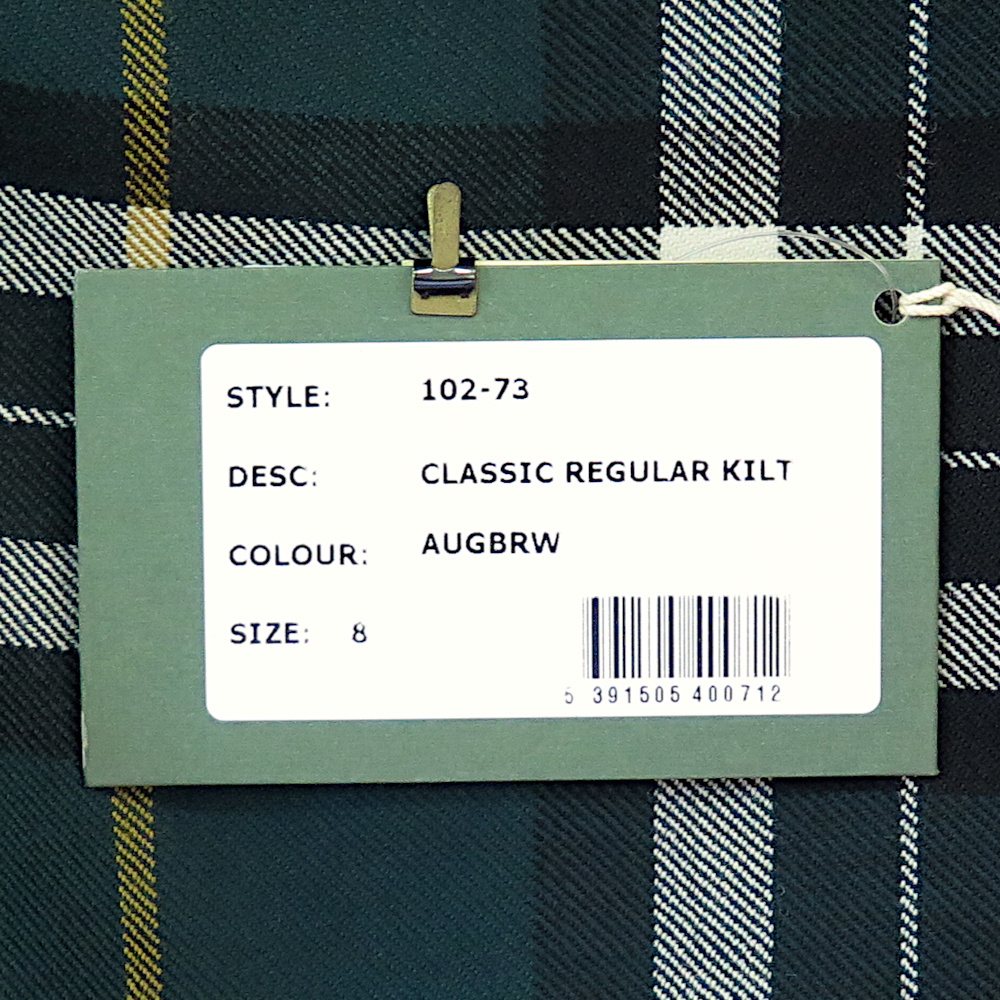 STYLE: 102-73
DESC: CLASSIC REGULAR KILT
COLOUR: AUGBRW
SIZE: 8
5 391505 400712